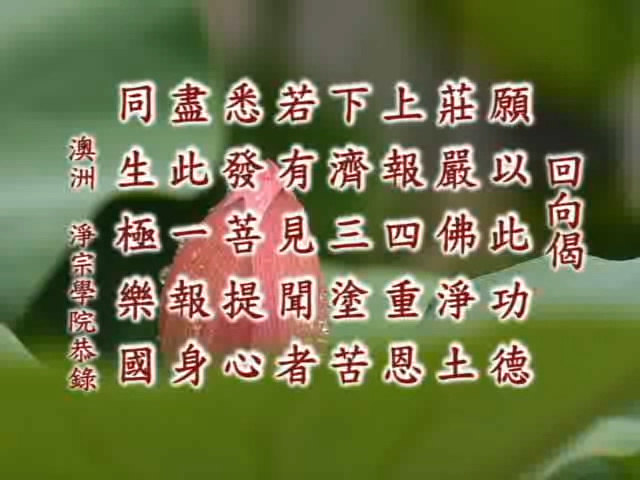 回向偈
願以此功德
莊嚴佛淨土
上報四重恩
下濟三塗苦
若有見聞者
悉發菩提心
盡此一報身
同生極樂國
澳洲 淨宗學院恭錄